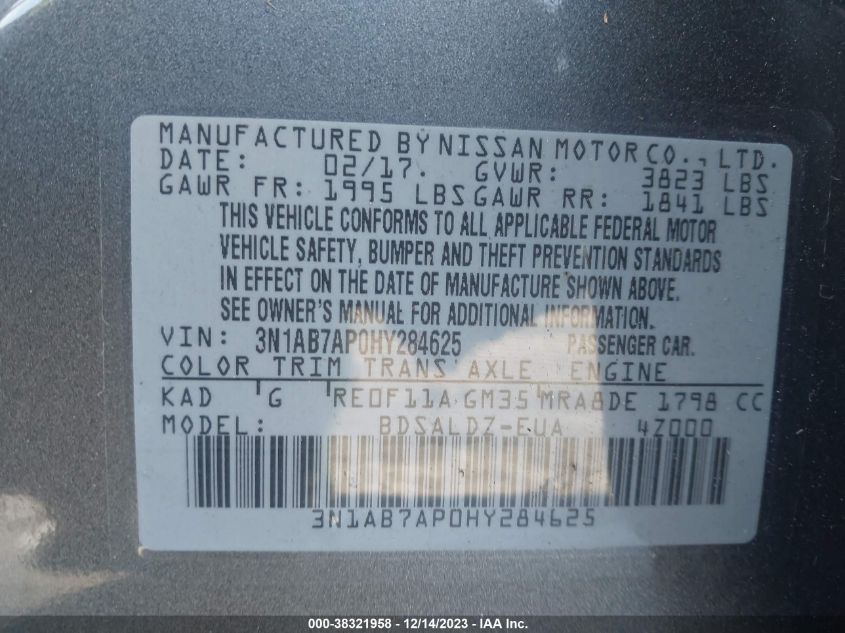 MANUFACTURED BY NISSAN MOTOR CO., LTD.
DATE: 02/17. GVWR: 3823 LBS
GAWR FR: 1995 LBS GAWR RR: 1841 LBS
THIS VEHICLE CONFORMS TO ALL APPLICABLE FEDERAL MOTOR
VEHICLE SAFETY, BUMPER AND THEFT PREVENTION STANDARDS
IN EFFECT ON THE DATE OF MANUFACTURE SHOWN ABOVE.
SEE OWNER'S MANUAL FOR ADDITIONAL INFORMATION.
VIN: 3N1AB7AP0HY284625 PASSENGER CAR.
COLOR TRIM TRANS AXLE ENGINE
KAD G RE0F11A GM35 MRA8DE 1798 CC
MODEL: BDSALDZ-EUA 4Z000
3N1AB7AP0HY284625
000-38321958 - 12/14/2023 - IAA Inc.